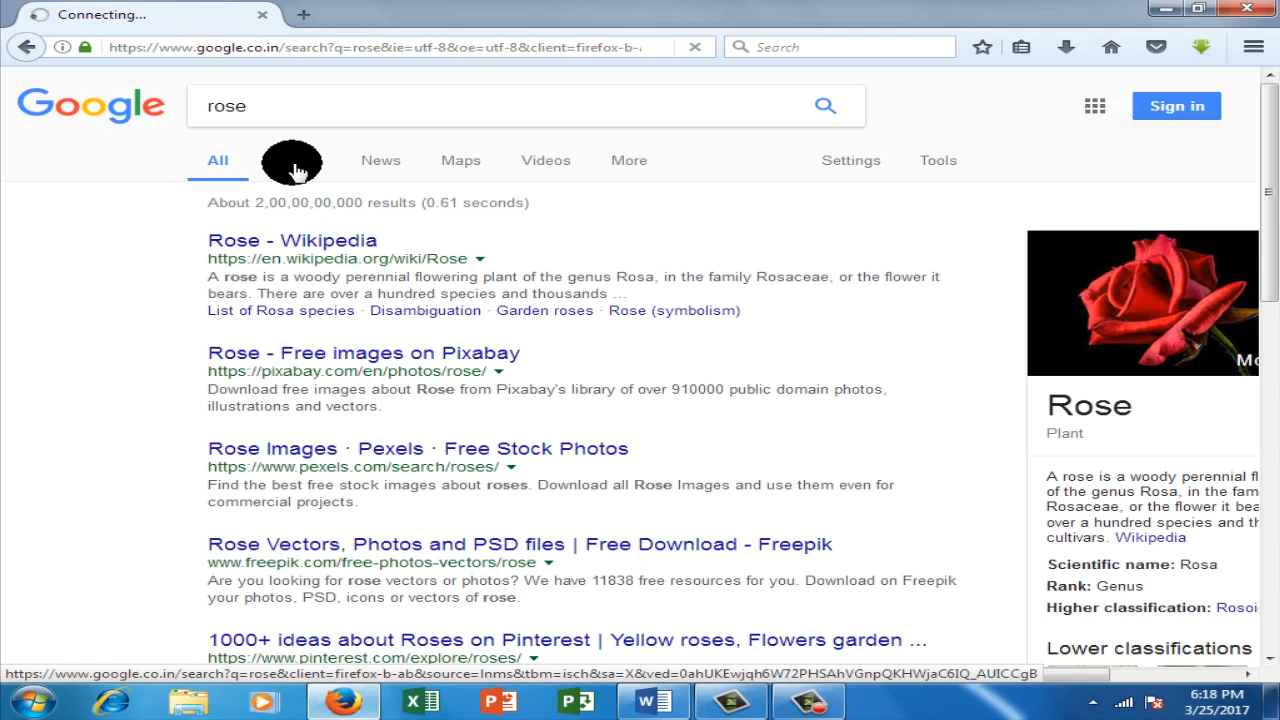 Connecting...
https://www.google.co.in/search?q=rose&ie=utf-8&oe=utf-8&client=firefox-b-
Search
Google
rose
Sign in
All
News
Maps
Videos
More
Settings
Tools
About 2,00,00,00,000 results (0.61 seconds)
Rose - Wikipedia
https://en.wikipedia.org/wiki/Rose
A rose is a woody perennial flowering plant of the genus Rosa, in the family Rosaceae, or the flower it
bears. There are over a hundred species and thousands ...
List of Rosa species · Disambiguation · Garden roses · Rose (symbolism)
Rose - Free images on Pixabay
https://pixabay.com/en/photos/rose/
Download free images about Rose from Pixabay's library of over 910000 public domain photos,
illustrations and vectors.
Rose Images · Pexels · Free Stock Photos
https://www.pexels.com/search/roses/
Find the best free stock images about roses. Download all Rose Images and use them even for
commercial projects.
Rose Vectors, Photos and PSD files | Free Download - Freepik
www.freepik.com/free-photos-vectors/rose
Are you looking for rose vectors or photos? We have 11838 free resources for you. Download on Freepik
your photos, PSD, icons or vectors of rose.
1000+ ideas about Roses on Pinterest | Yellow roses, Flowers garden ...
https://www.pinterest.com/explore/roses/
Mo
Rose
Plant
A rose is a woody perennial fl
of the genus Rosa, in the fam
Rosaceae, or the flower it bea
over a hundred species and th
cultivars. Wikipedia
Scientific name: Rosa
Rank: Genus
Higher classification: Rosoi
Lower classifications
https://www.google.co.in/search?q=rose&client=firefox-b-ab&source=lnms&tbm=isch&sa=X&ved=0ahUKEwjqh6W72PHSAhVGnpQKHWjaC6IQ_AUICCgB
6:18 PM
3/25/2017